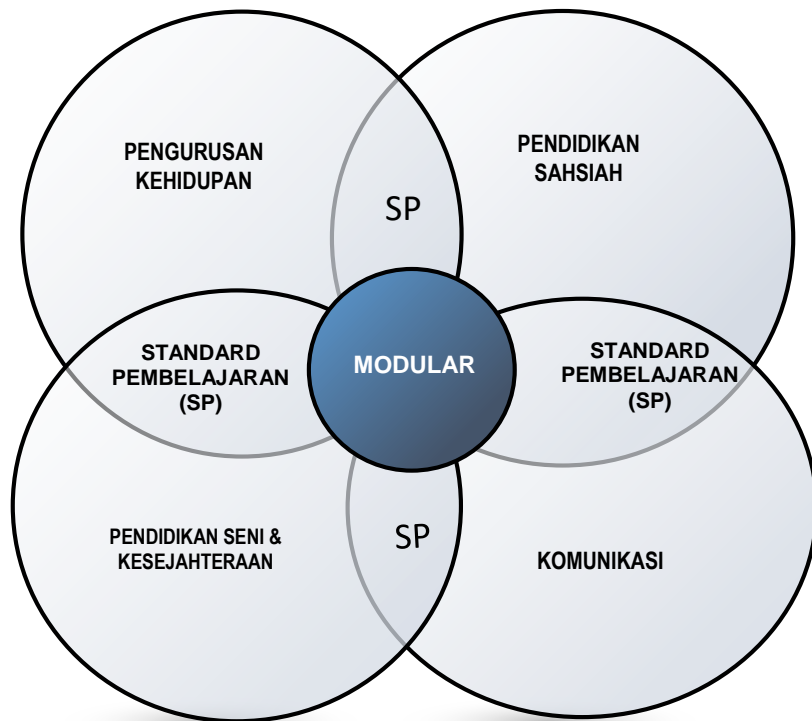 PENGURUSAN
KEHIDUPAN
PENDIDIKAN
SAHSIAH
SP
STANDARD
PEMBELAJARAN
(SP)
MODULAR
STANDARD
PEMBELAJARAN
(SP)
PENDIDIKAN SENI &
KESEJAHTERAAN
SP
KOMUNIKASI